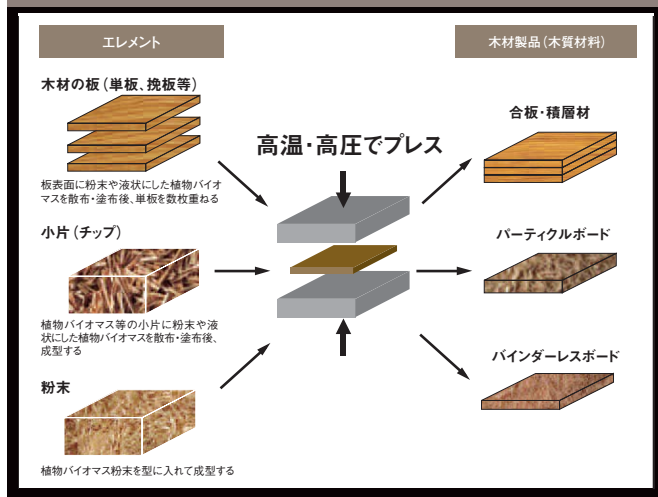 エレメント
木材製品(木質材料)
木材の板(単板、挽板等)
板表面に粉末や液状にした植物バイオ
マスを散布・塗布後、単板を数枚重ねる
小片(チップ)
植物バイオマス等の小片に粉末や液
状にした植物バイオマスを散布・塗布後、
成型する
粉末
植物バイオマス粉末を型に入れて成型する
高温・高圧でプレス
合板・積層材
パーティクルボード
バインダーレスボード